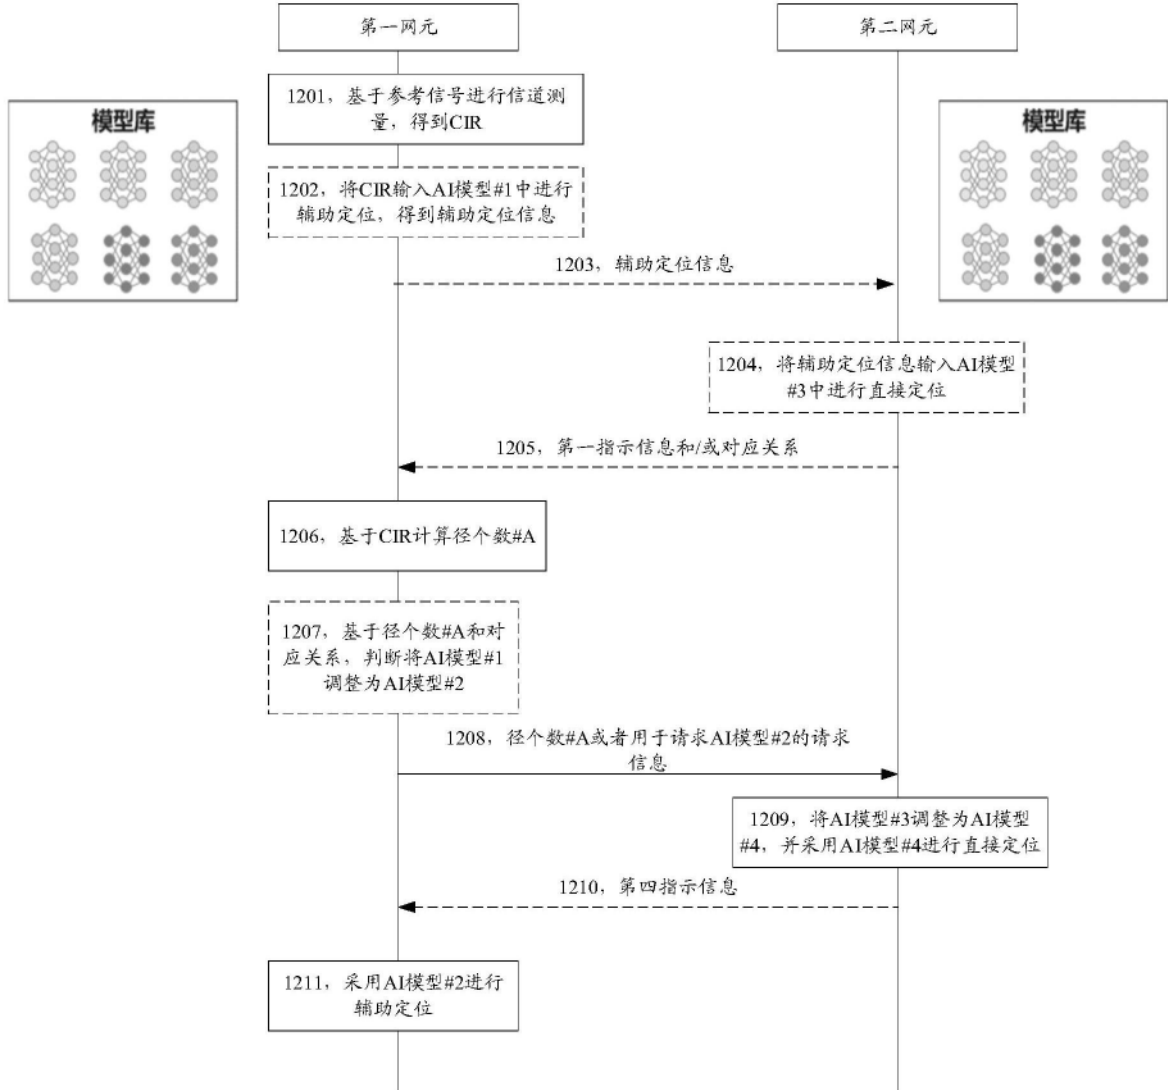 第一网元
第二网元
模型库
模型库
1201，基于参考信号进行信道测
量，得到CIR
1202，将CIR输入AI模型#1中进行
辅助定位，得到辅助定位信息
1203，辅助定位信息
1204，将辅助定位信息输入AI模型
#3中进行直接定位
1205，第一指示信息和/或对应关系
1206，基于CIR计算径个数#A
1207，基于径个数#A和对
应关系，判断将AI模型#1
调整为AI模型#2
1208，径个数#A或者用于请求AI模型#2的请求
信息
1209，将AI模型#3调整为AI模型
#4，并采用AI模型#4进行直接定位
1210，第四指示信息
1211，采用AI模型#2进行
辅助定位